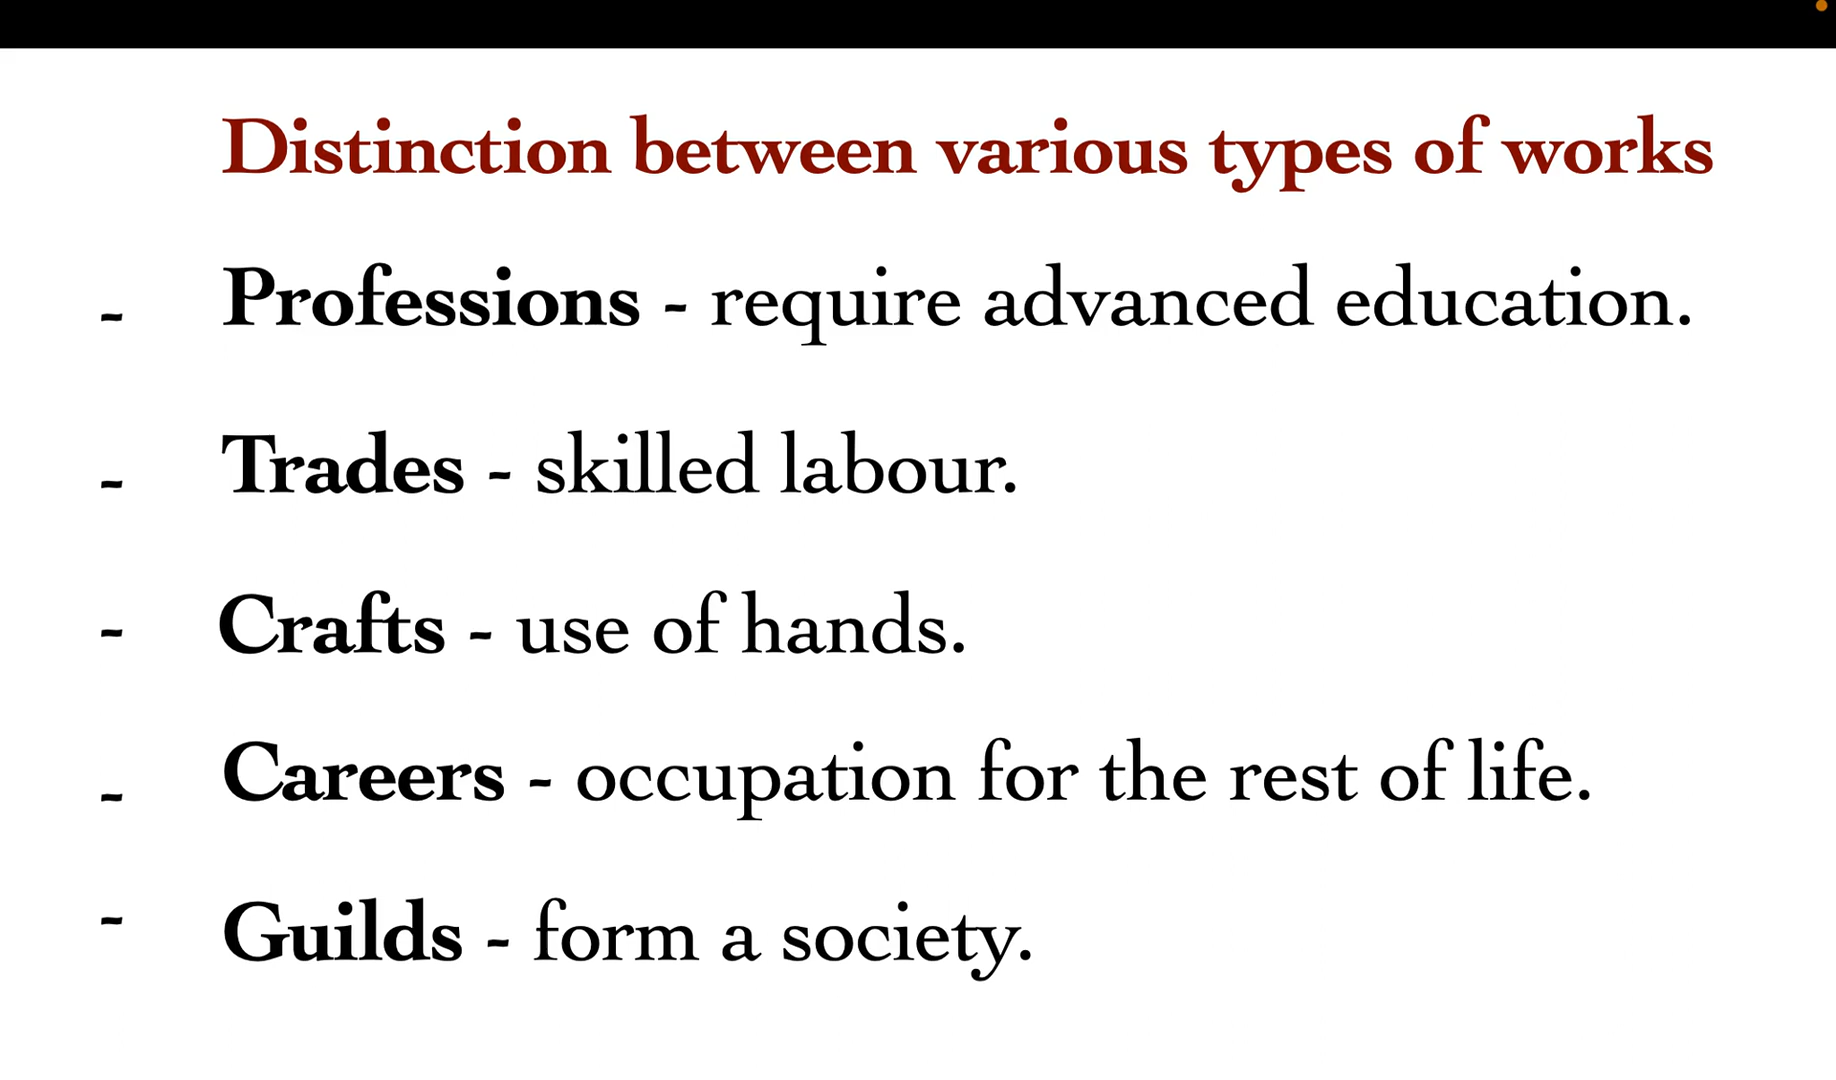 Distinction between various types of works
- Professions - require advanced education.
- Trades - skilled labour.
- Crafts - use of hands.
- Careers - occupation for the rest of life.
- Guilds - form a society.